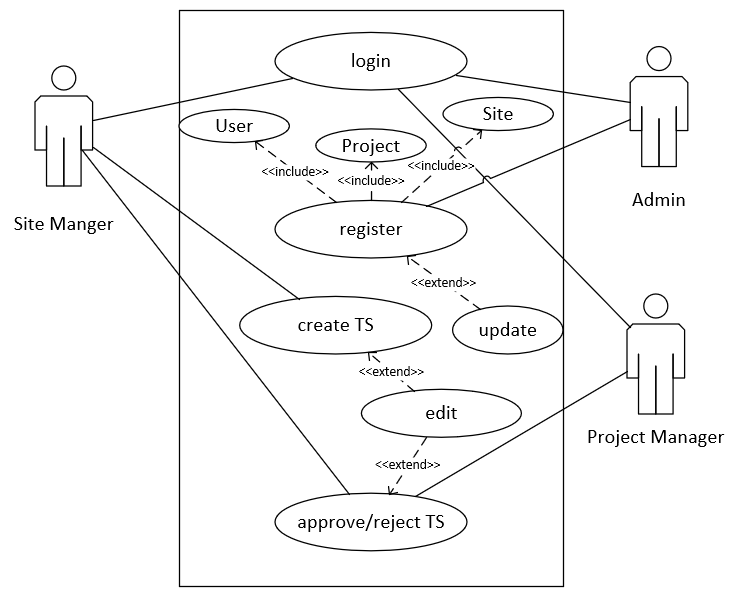 login
User
Project
Site
<<include>>
<<include>>
<<include>>
Site Manger
Admin
register
<<extend>>
create TS
update
<<extend>>
edit
Project Manager
<<extend>>
approve/reject TS